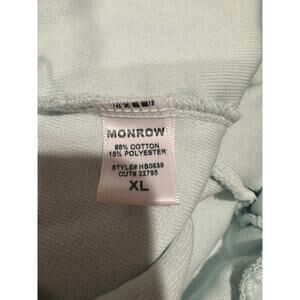 MONROW
85% COTTON
15% POLYESTER
STYLE# HB0639
CUT# 22795
XL